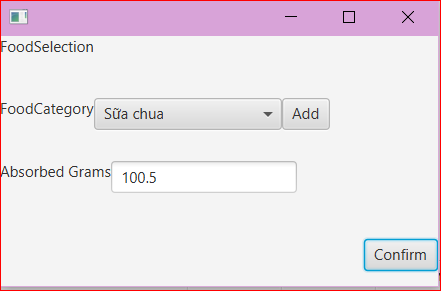 FoodSelection
FoodCategory Sữa chua Add
Absorbed Grams 100.5
Confirm